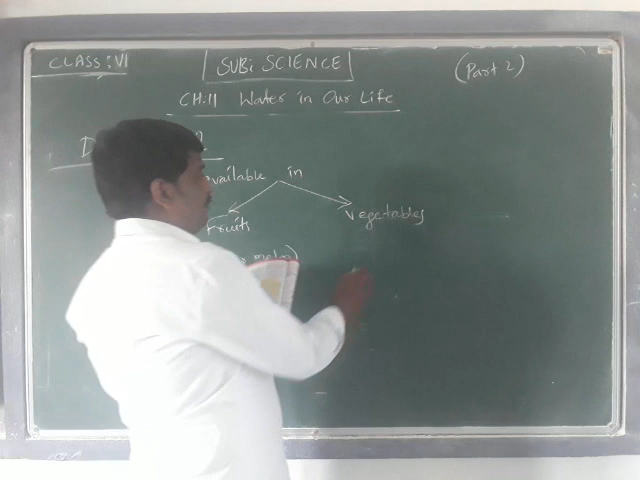 CLASS: VI
SUB: SCIENCE
(Part 2)
CH:11 Water in Our Life
available in
Fruits
Vegetables